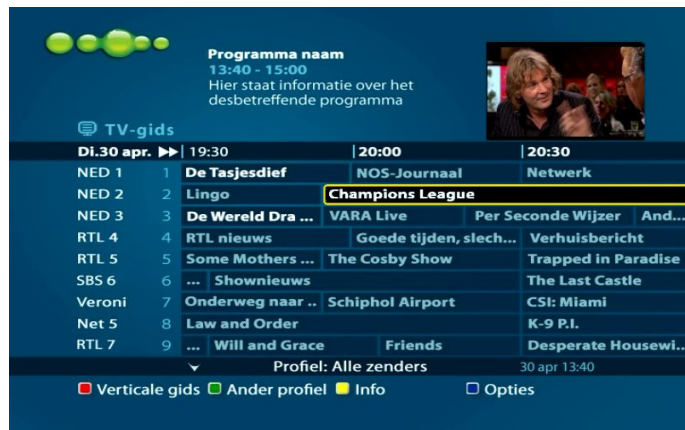 Programma naam
13:40 - 15:00
Hier staat informatie over het
desbetreffende programma
TV-gids
Di.30 apr. 19:30 20:00 20:30
NED 1 1 De Tasjesdief NOS-Journaal Netwerk
NED 2 2 Lingo Champions League
NED 3 3 De Wereld Dra ... VARA Live Per Seconde Wijzer And...
RTL 4 4 RTL nieuws Goede tijden, slech... Verhuisbericht
RTL 5 5 Some Mothers ... The Cosby Show Trapped in Paradise
SBS 6 6 ... Shownieuws The Last Castle
Veroni 7 Onderweg naar .. Schiphol Airport CSI: Miami
Net 5 8 Law and Order K-9 P.I.
RTL 7 9 ... Will and Grace Friends Desperate Housewi..
Profiel: Alle zenders 30 apr 13:40
Verticale gids Ander profiel Info Opties